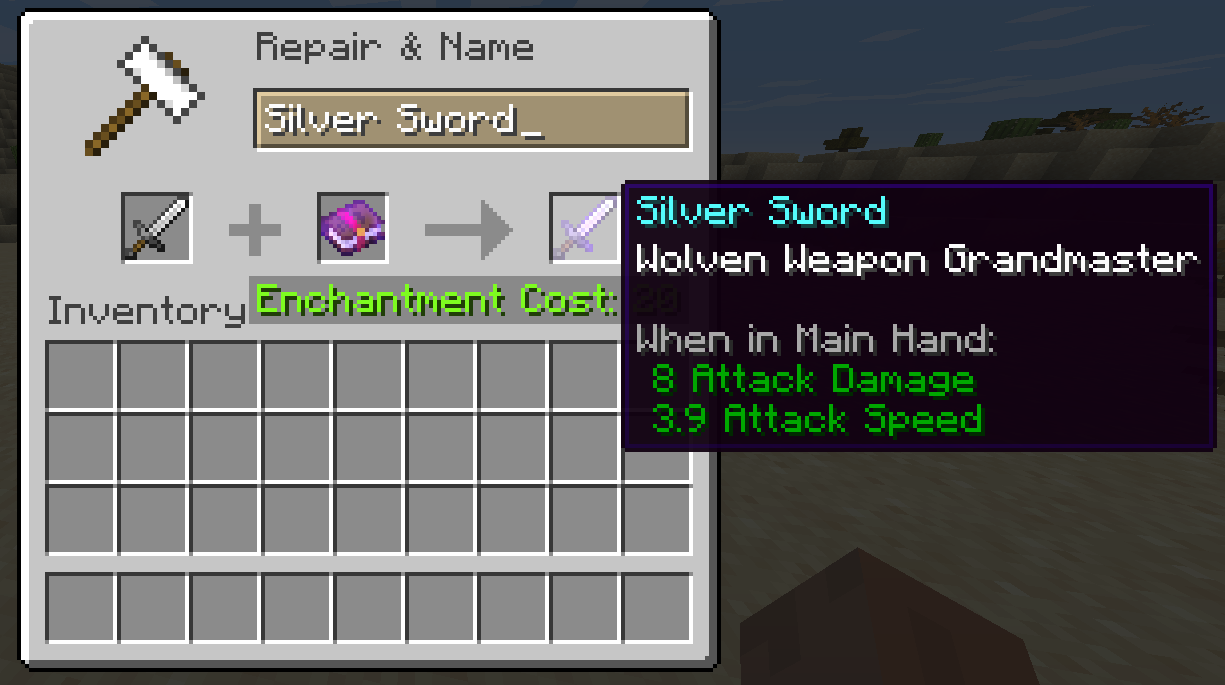 Repair & Name
Silver Sword_
Enchantment Cost: 20
Inventory
Silver Sword
Wolven Weapon Grandmaster
When in Main Hand:
8 Attack Damage
3.9 Attack Speed